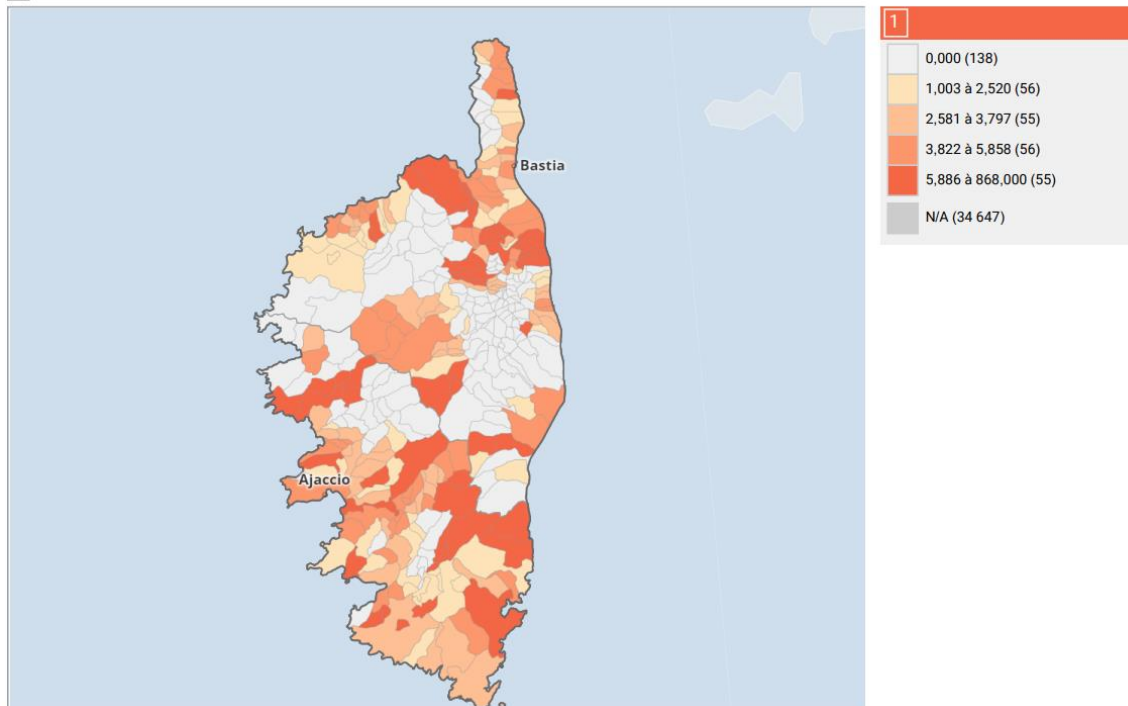 1
0,000 (138)
1,003 à 2,520 (56)
2,581 à 3,797 (55)
3,822 à 5,858 (56)
5,886 à 868,000 (55)
N/A (34 647)
Bastia
Ajaccio